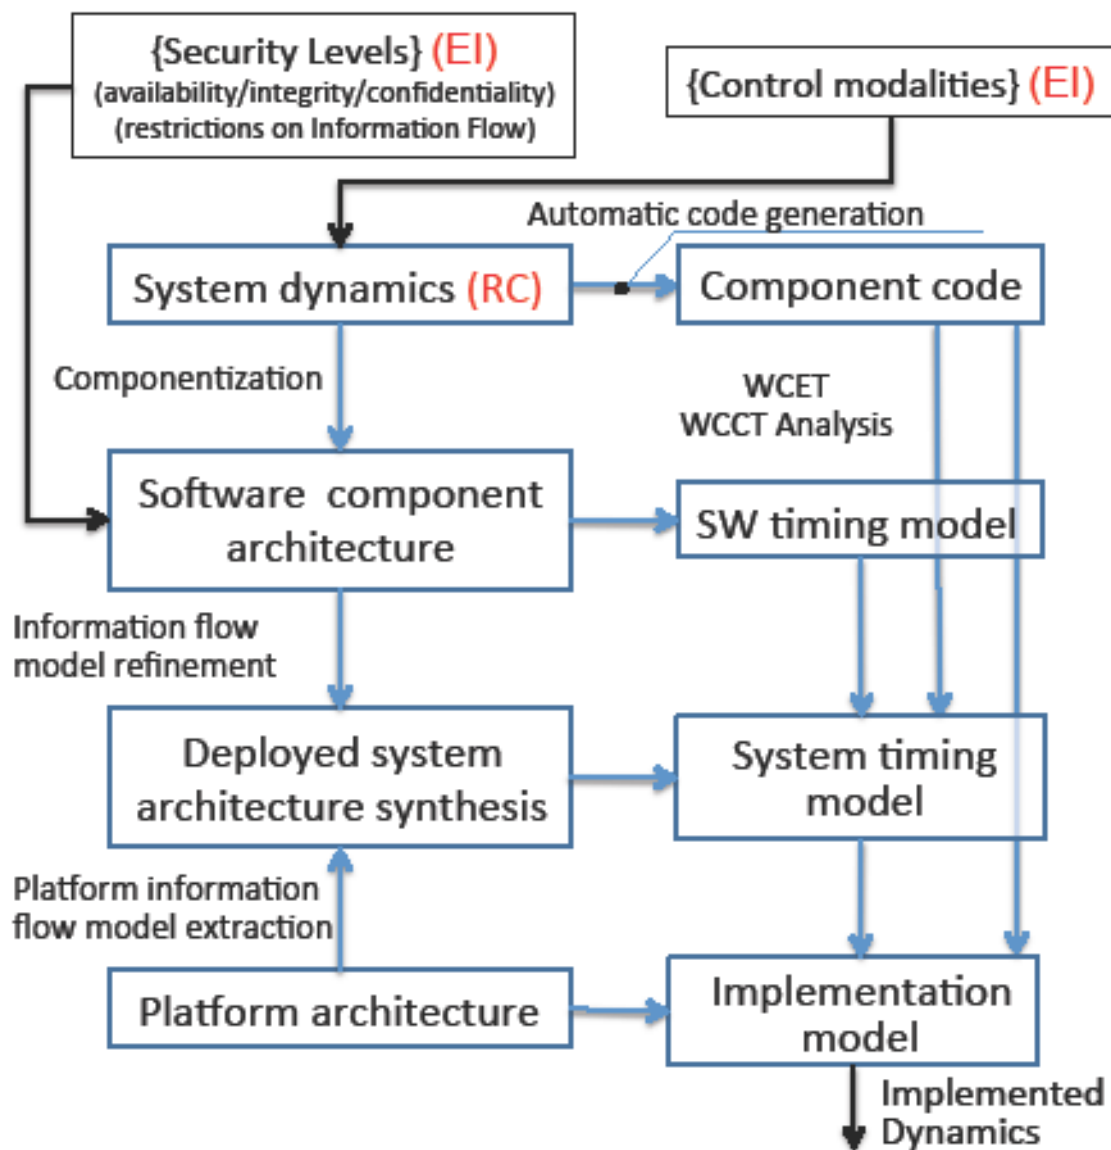 {Security Levels} (EI)
(availability/integrity/confidentiality)
(restrictions on Information Flow)
{Control modalities} (EI)
Automatic code generation
System dynamics (RC)
Component code
Componentization
WCET
WCCT Analysis
Software component
architecture
SW timing model
Information flow
model refinement
Deployed system
architecture synthesis
System timing
model
Platform information
flow model extraction
Platform architecture
Implementation
model
Implemented
Dynamics